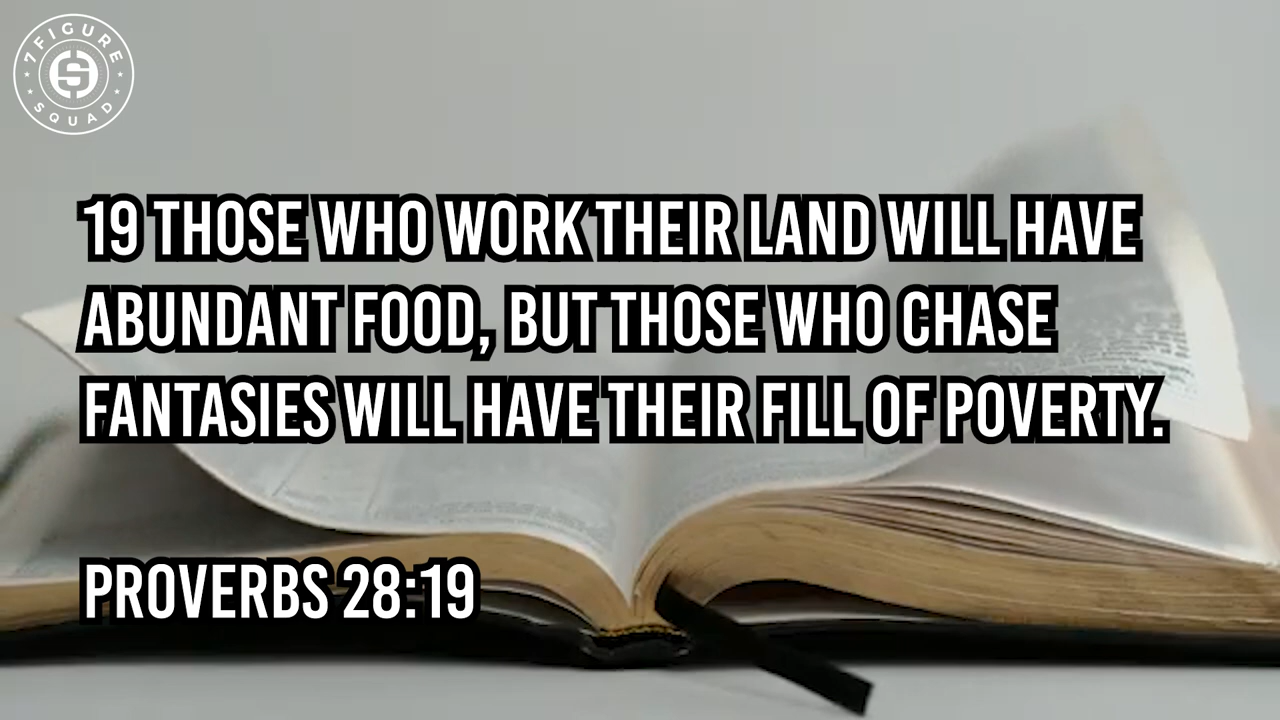 7FIGURE
SQUAD
19 THOSE WHO WORK THEIR LAND WILL HAVE
ABUNDANT FOOD, BUT THOSE WHO CHASE
FANTASIES WILL HAVE THEIR FILL OF POVERTY.
PROVERBS 28:19